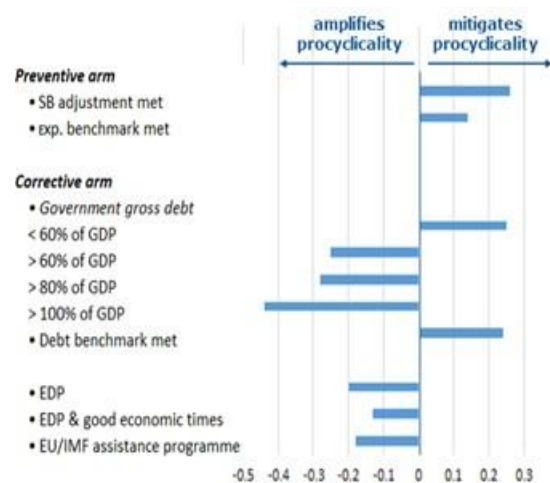 amplifies
procyclicality
mitigates
procyclicality
Preventive arm
• SB adjustment met
• exp. benchmark met
Corrective arm
• Government gross debt
< 60% of GDP
> 60% of GDP
> 80% of GDP
> 100% of GDP
• Debt benchmark met
• EDP
• EDP & good economic times
• EU/IMF assistance programme
-0.5 -0.4 -0.3 -0.2 -0.1 0 0.1 0.2 0.3